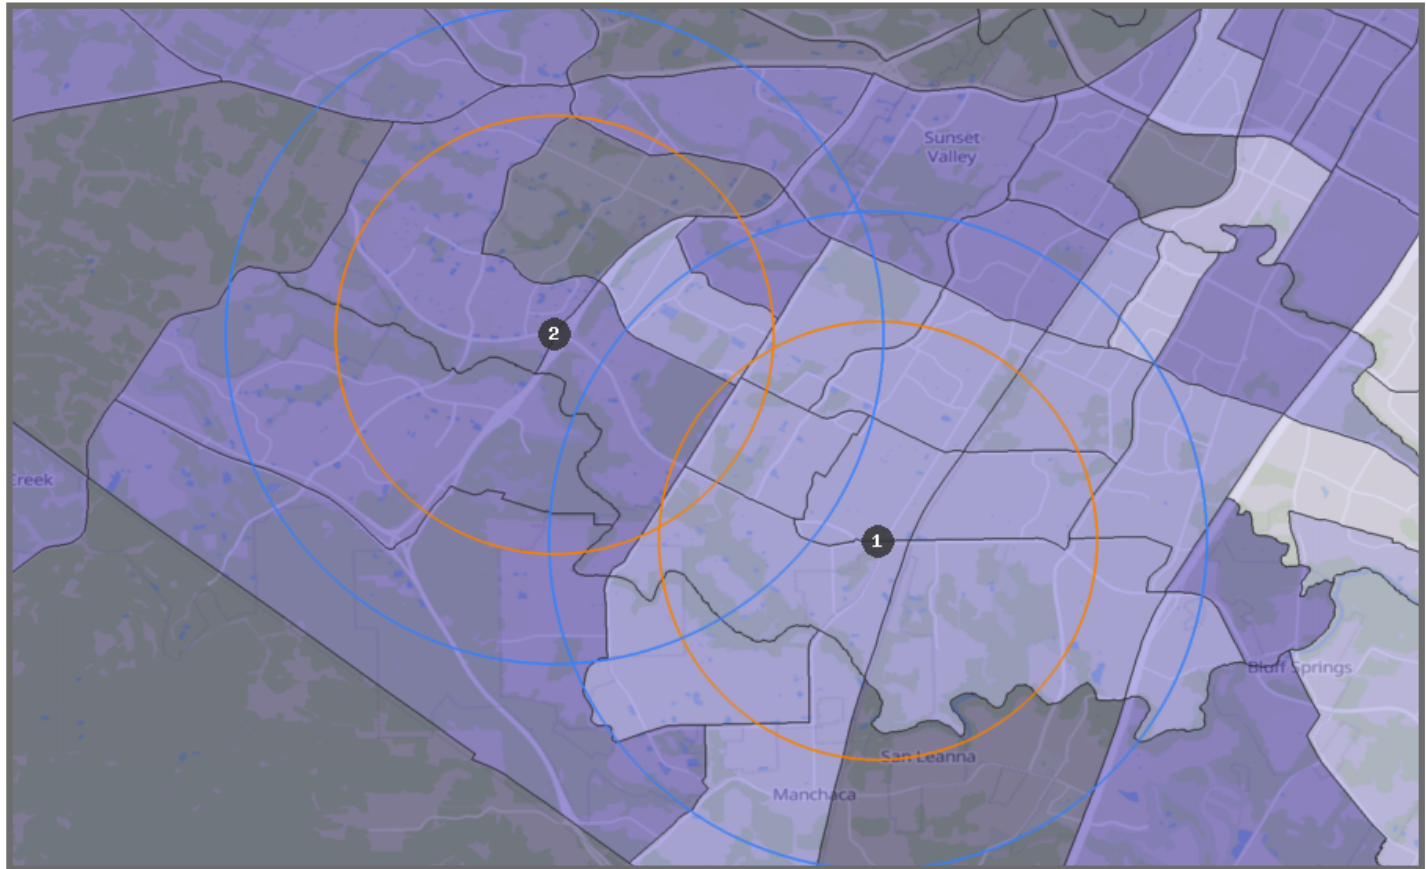 Sunset
Valley
2
Creek
1
Bluff Springs
San Leanna
Manchaca